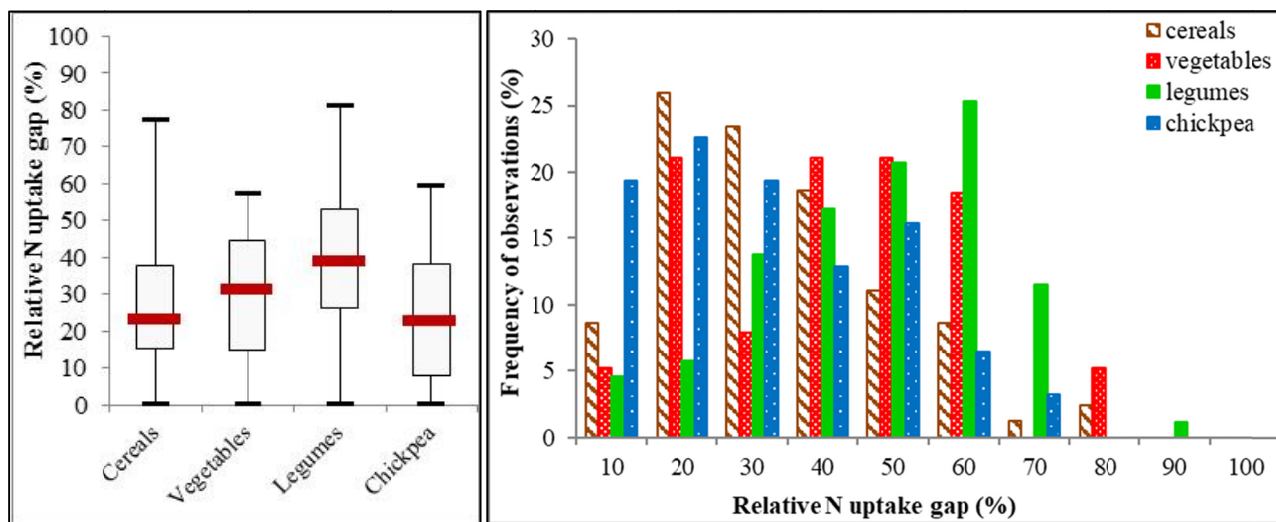 Relative N uptake gap (%)
100
90
80
70
60
50
40
30
20
10
0
Cereals
Vegetables
Legumes
Chickpea
Frequency of observations (%)
30
25
20
15
10
5
0
cereals
vegetables
legumes
chickpea
10 20 30 40 50 60 70 80 90 100
Relative N uptake gap (%)